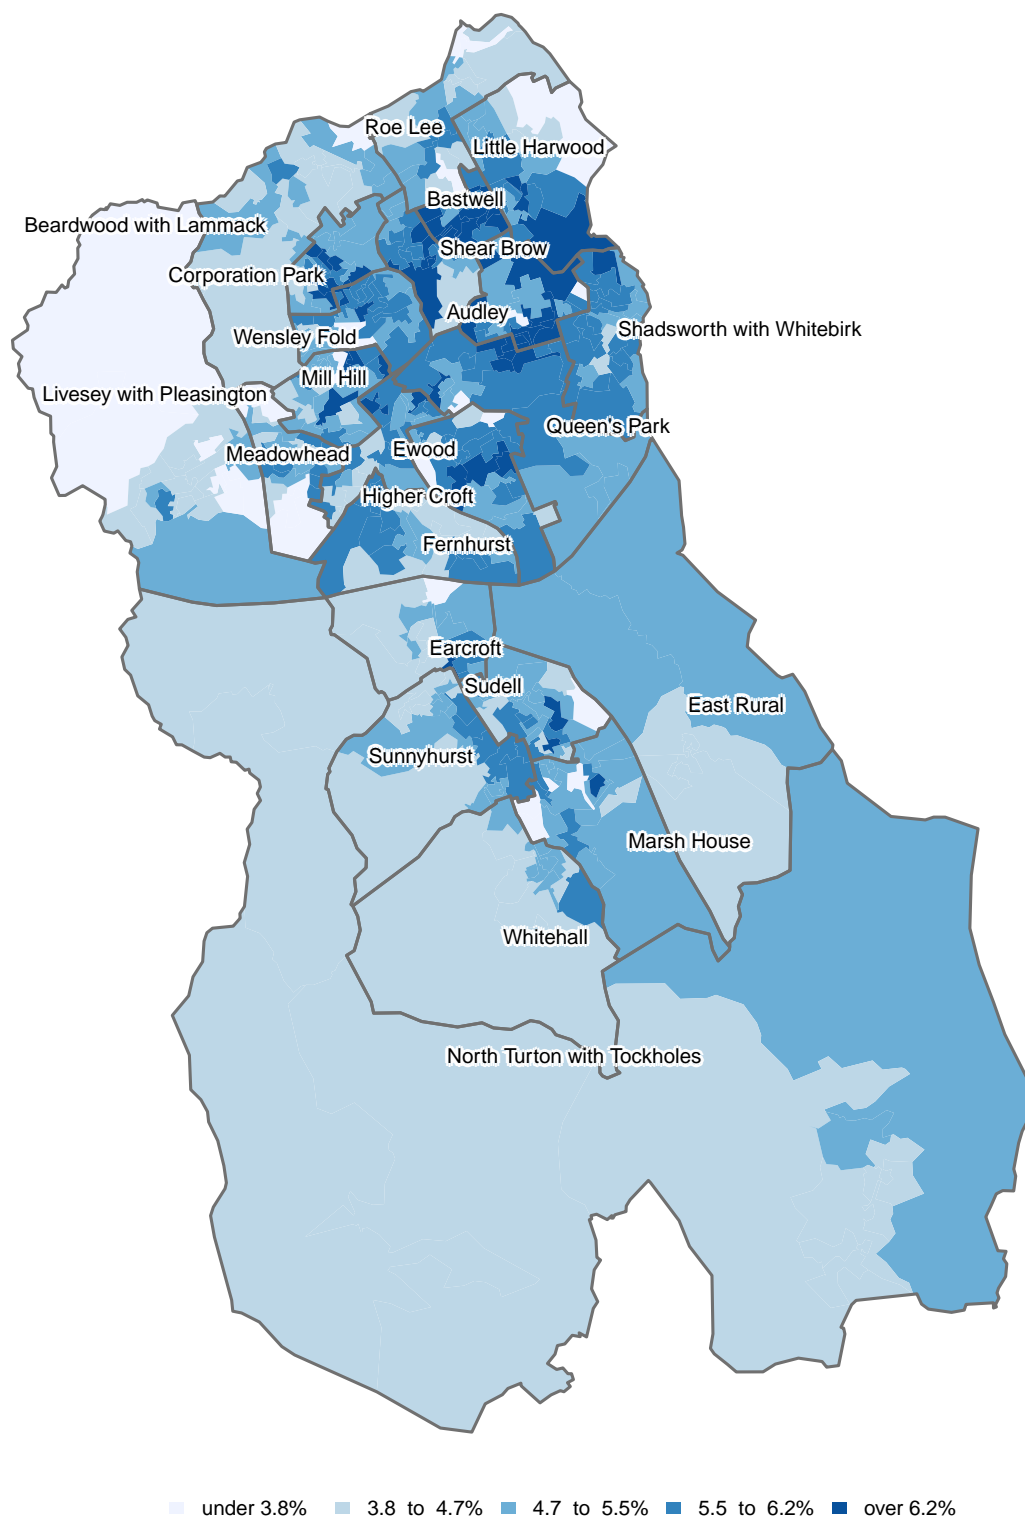 Roe Lee
Little Harwood
Bastwell
Beardwood with Lammack
Shear Brow
Corporation Park
Audley
Shadsworth with Whitebirk
Wensley Fold
Mill Hill
Livesey with Pleasington
Queen's Park
Ewood
Meadowhead
Higher Croft
Fernhurst
Earcroft
Sudell
East Rural
Sunnyhurst
Marsh House
Whitehall
North Turton with Tockholes
under 3.8% 3.8 to 4.7% 4.7 to 5.5% 5.5 to 6.2% over 6.2%